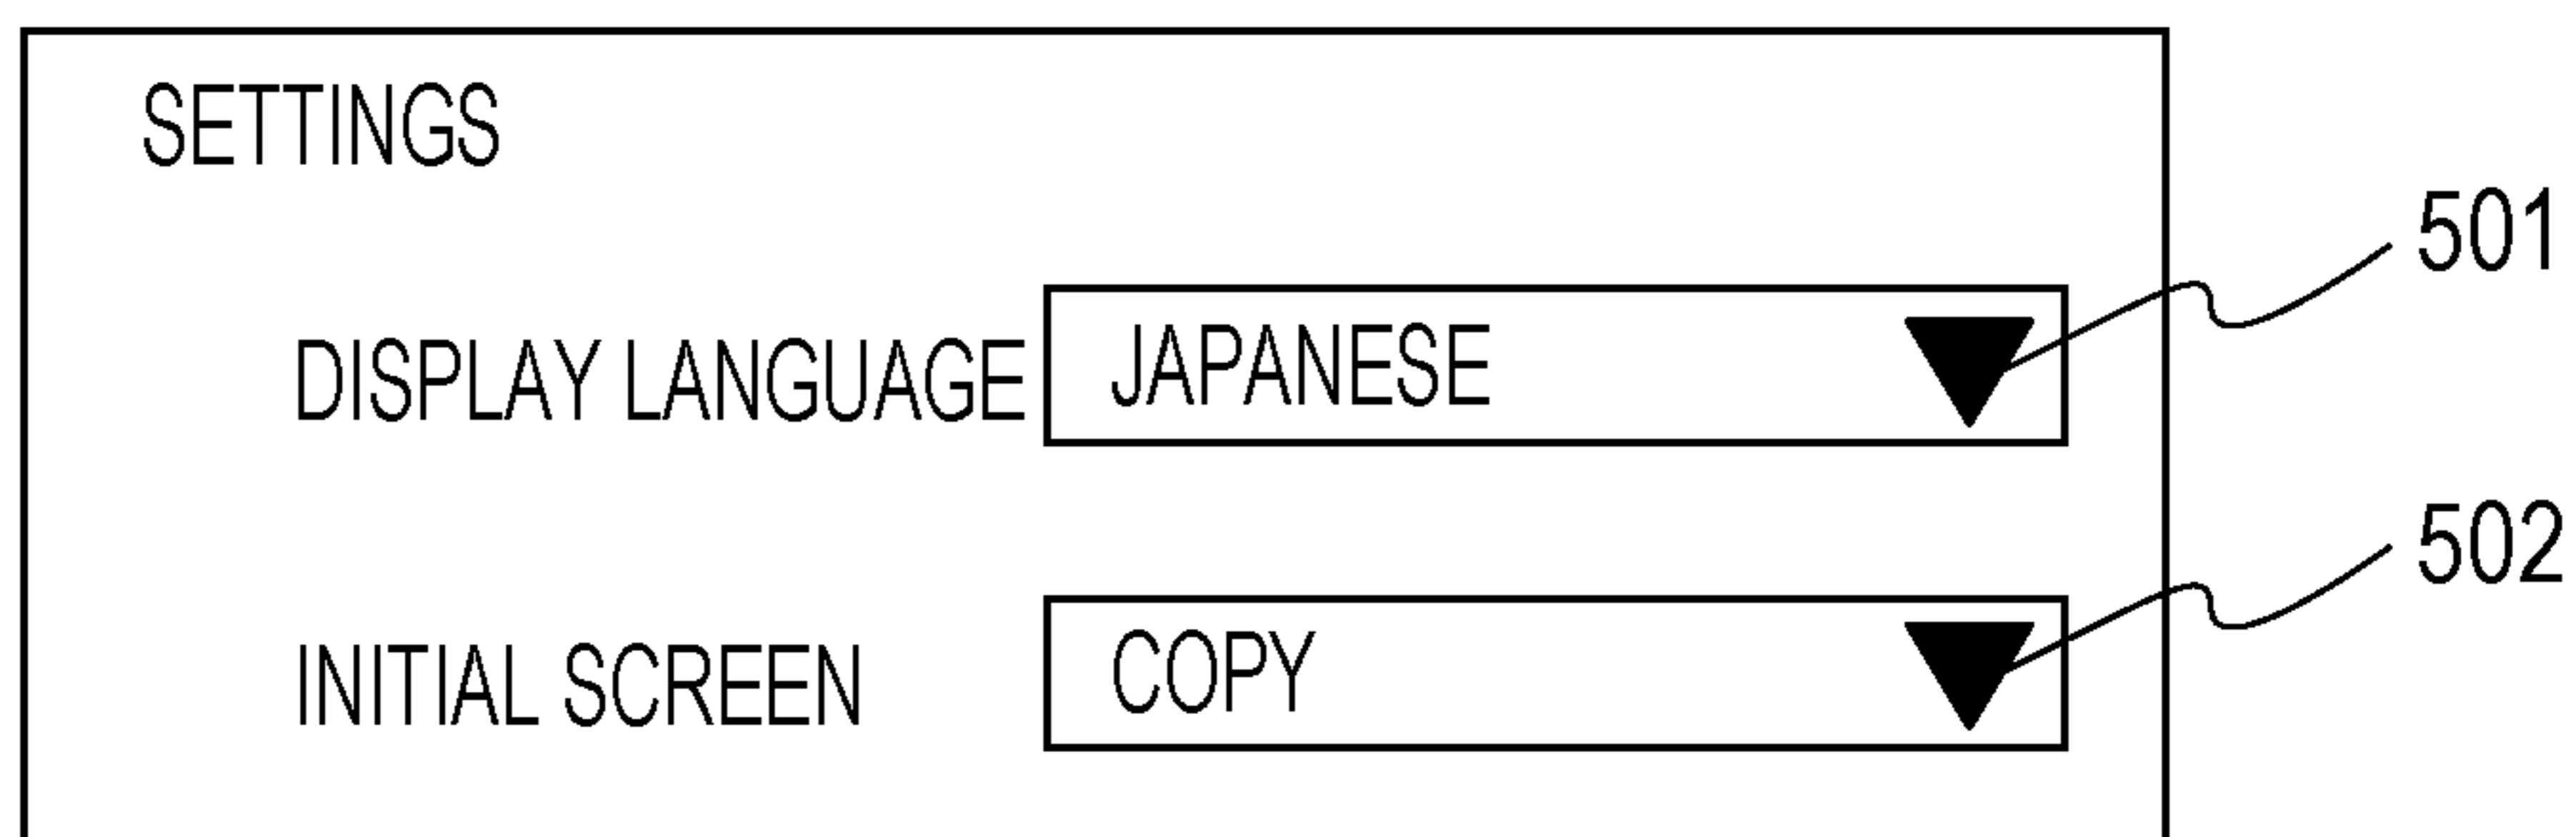 SETTINGS
501
DISPLAY LANGUAGE JAPANESE
502
INITIAL SCREEN COPY